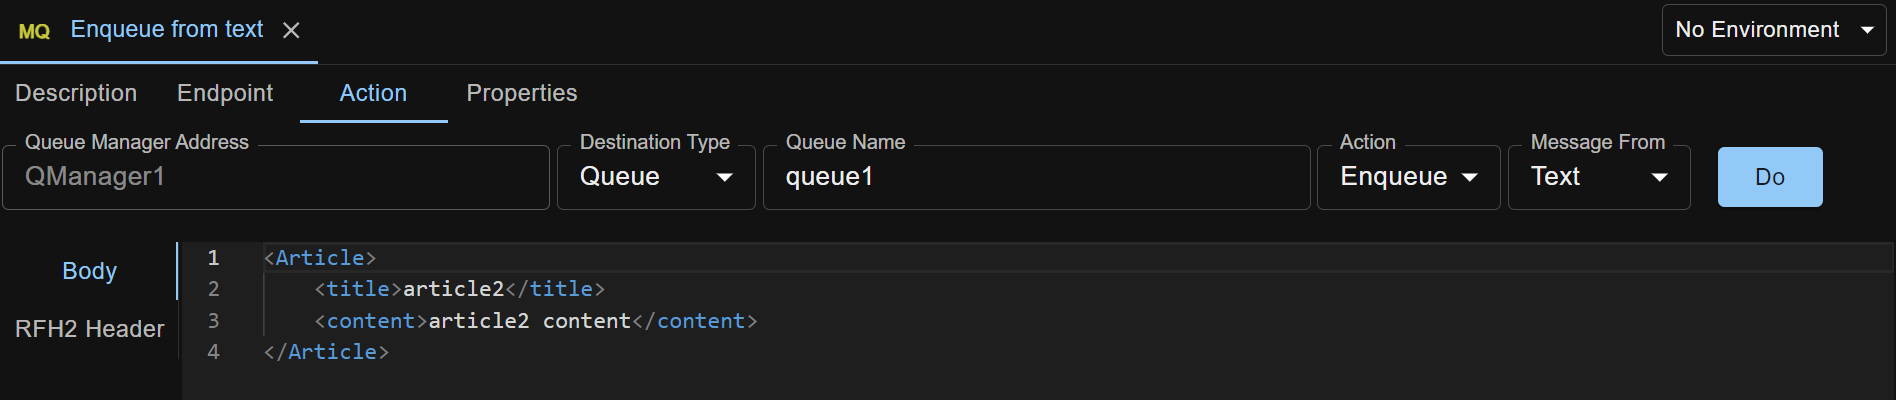 MQ Enqueue from text No Environment
Description Endpoint Action Properties
Queue Manager Address Destination Type Queue Name Action Message From
QManager1 Queue queue1 Enqueue Text Do
Body
RFH2 Header
1 <Article>
2     <title>article2</title>
3     <content>article2 content</content>
4 </Article>